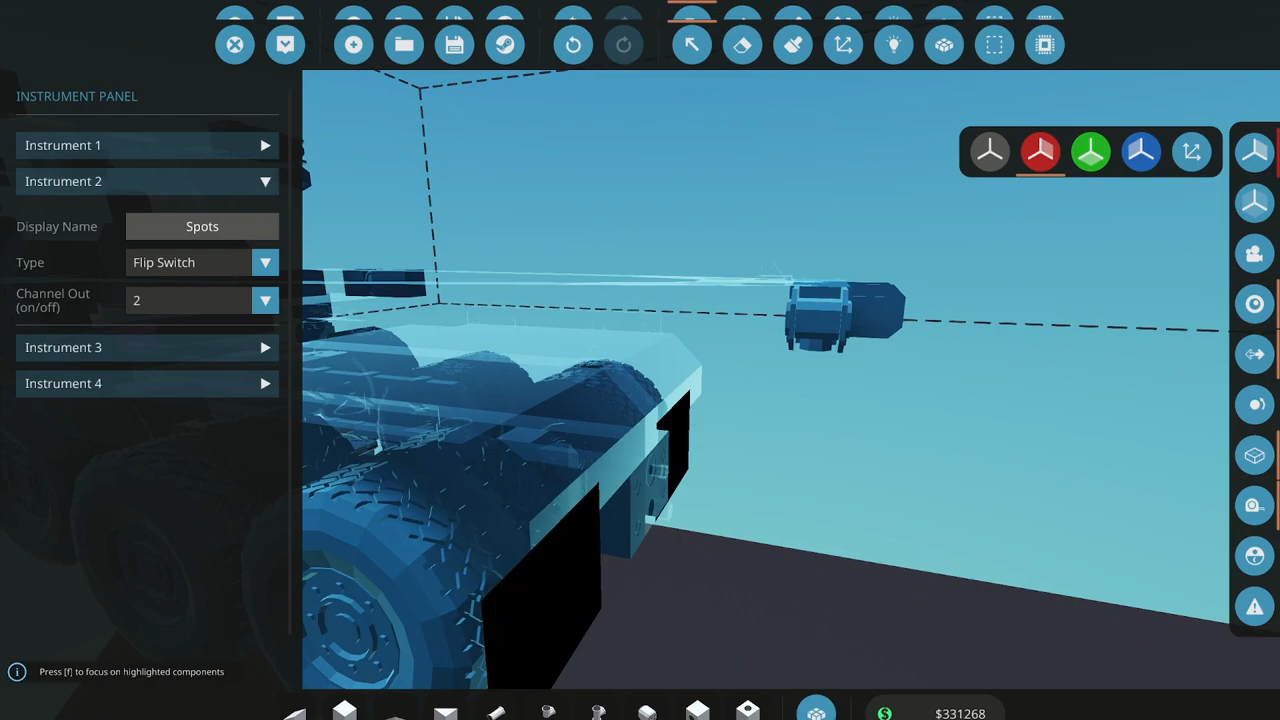 INSTRUMENT PANEL
Instrument 1
Instrument 2
Display Name Spots
Type Flip Switch
Channel Out
(on/off) 2
Instrument 3
Instrument 4
Press [f] to focus on highlighted components
$ $331268